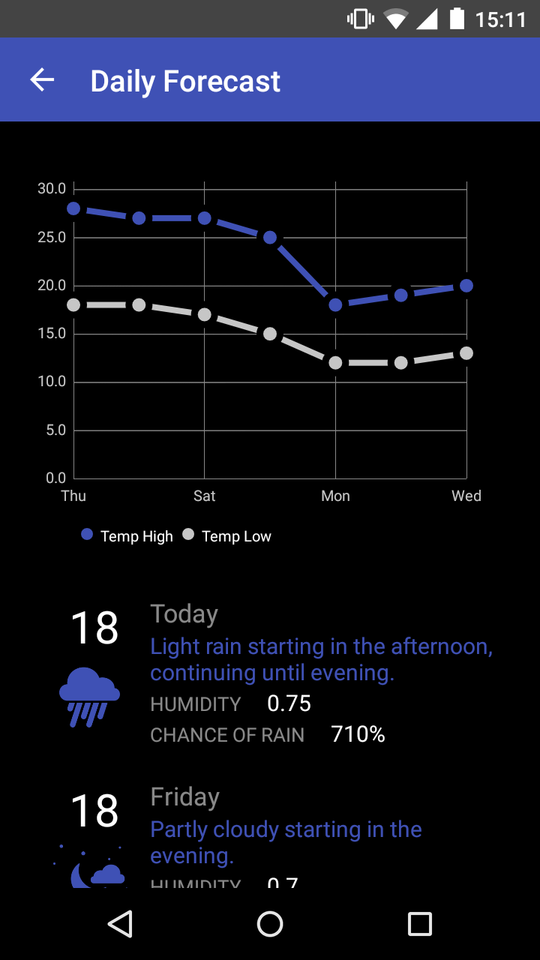 15:11
Daily Forecast
30.0
25.0
20.0
15.0
10.0
5.0
0.0
Thu Sat Mon Wed
Temp High Temp Low
18
Today
Light rain starting in the afternoon,
continuing until evening.
HUMIDITY 0.75
CHANCE OF RAIN 710%
18
Friday
Partly cloudy starting in the
evening.
HUMIDITY 0.7